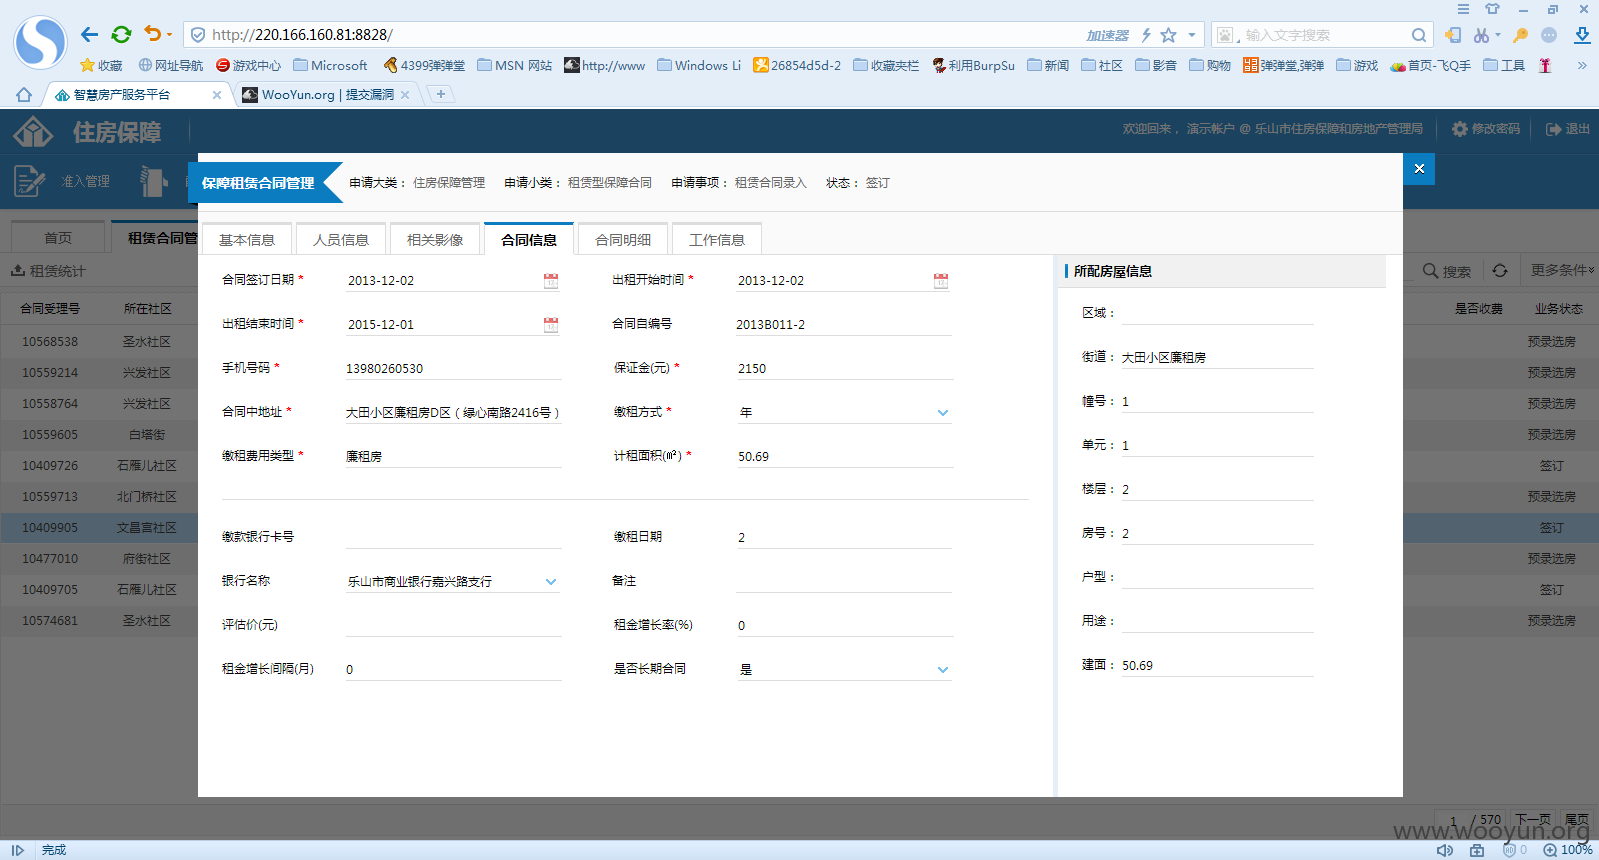 http://220.166.160.81:8828/ 加速器 输入文字搜索
收藏 网址导航 游戏中心 Microsoft 4399弹弹堂 MSN 网站 http://www Windows Li 26854d5d-2 收藏夹栏 利用BurpSu 新闻 社区 影音 购物 弹弹堂,弹弹 游戏 首页-飞Q手 工具
智慧房产服务平台 WooYun.org | 提交漏洞
住房保障 欢迎回来， 演示帐户 @ 乐山市住房保障和房地产管理局 修改密码 退出
准入管理
保障租赁合同管理 申请大类： 住房保障管理 申请小类： 租赁型保障合同 申请事项： 租赁合同录入 状态： 签订
首页 租赁合同管
基本信息 人员信息 相关影像 合同信息 合同明细 工作信息
租赁统计 搜索 更多条件
合同受理号 所在社区 是否收费 业务状态
10568538 圣水社区 预录选房
10559214 兴发社区 预录选房
10558764 兴发社区 预录选房
10559605 白塔街 预录选房
10409726 石雁儿社区 签订
10559713 北门桥社区 预录选房
10409905 文昌宫社区 签订
10477010 府街社区 预录选房
10409705 石雁儿社区 签订
10574681 圣水社区 预录选房
合同签订日期 * 2013-12-02 出租开始时间 * 2013-12-02
出租结束时间 * 2015-12-01 合同自编号 2013B011-2
手机号码 * 13980260530 保证金(元) * 2150
合同中地址 * 大田小区廉租房D区（绿心南路2416号） 缴租方式 * 年
缴租费用类型 * 廉租房 计租面积(㎡) * 50.69
缴款银行卡号 缴租日期 2
银行名称 乐山市商业银行嘉兴路支行 备注
评估价(元) 租金增长率(%) 0
租金增长间隔(月) 0 是否长期合同 是
所配房屋信息
区域：
街道： 大田小区廉租房
幢号： 1
单元： 1
楼层： 2
房号： 2
户型：
用途：
建面： 50.69
1 / 570 下一页 尾页
www.wooyun.org
完成 0 100%